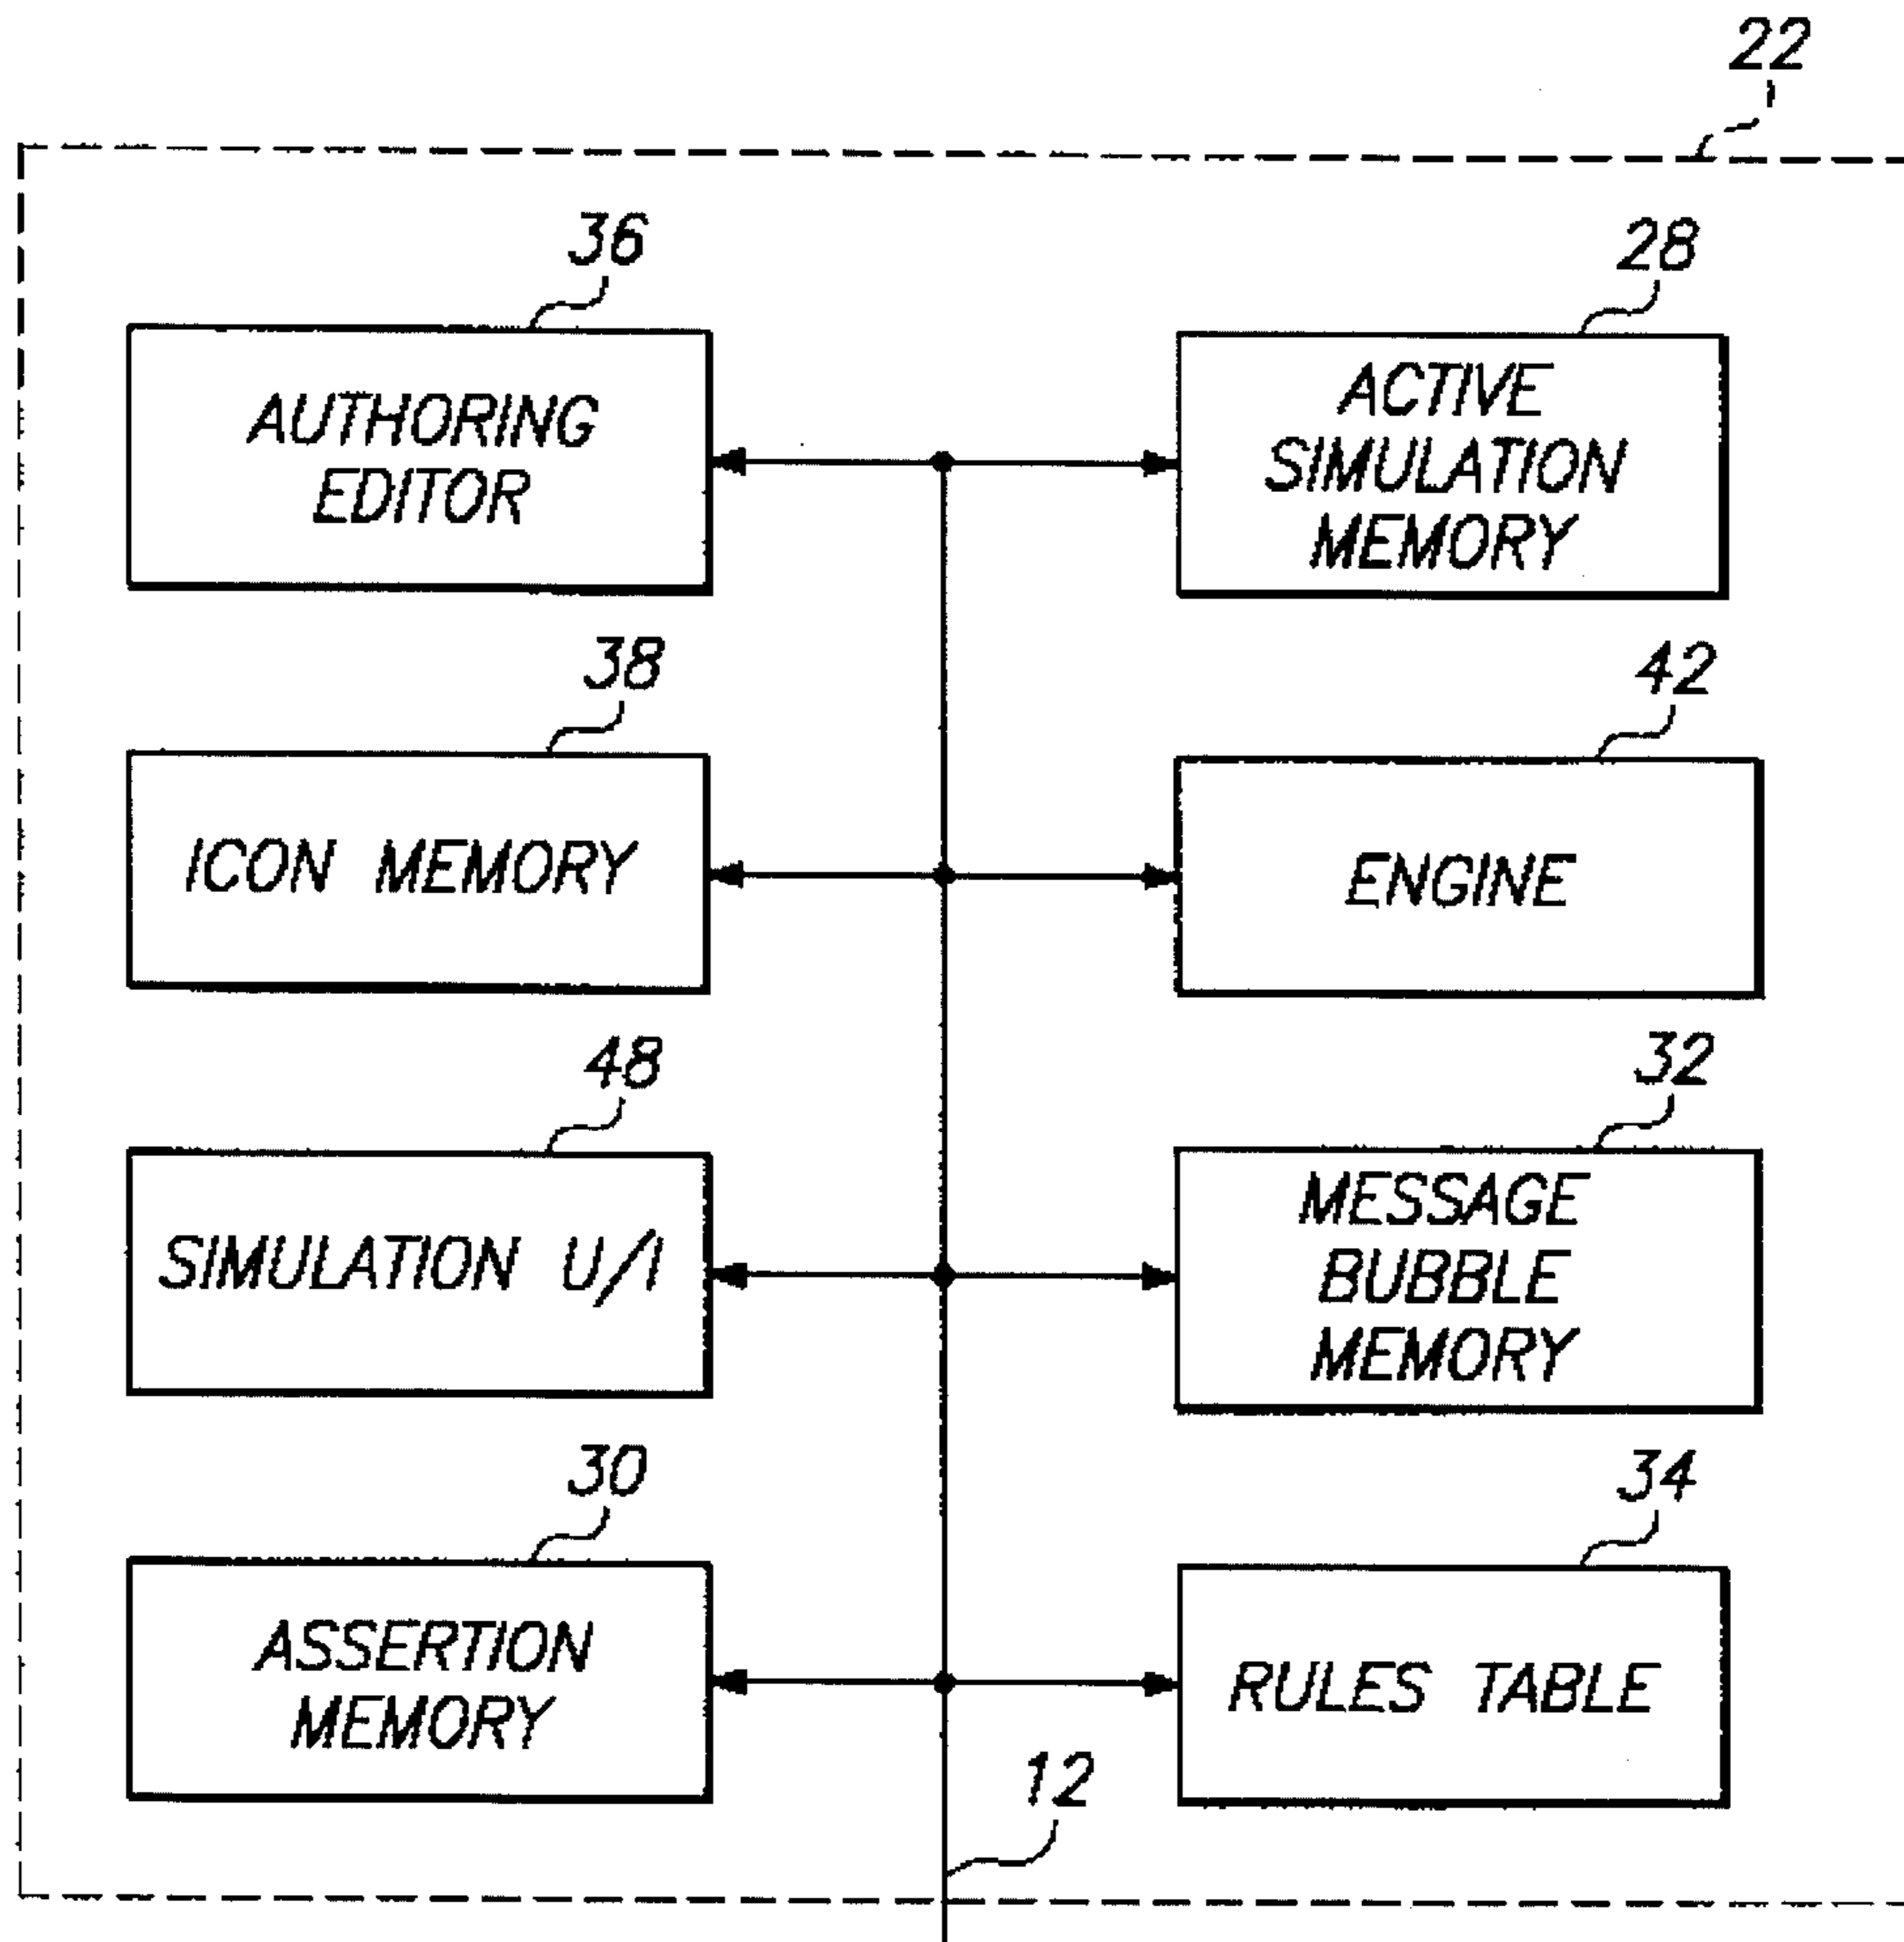 22
36
28
AUTHORING
EDITOR
ACTIVE
SIMULATION
MEMORY
38
42
ICON MEMORY
ENGINE
48
32
SIMULATION U/I
MESSAGE
BUBBLE
MEMORY
30
34
ASSERTION
MEMORY
RULES TABLE
12